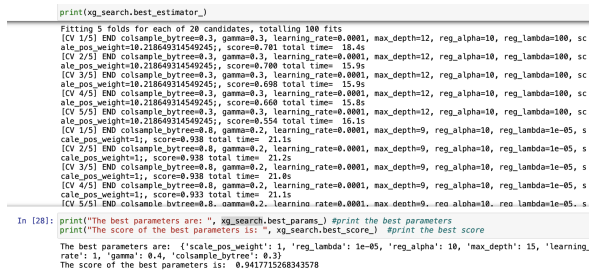 print(xg_search.best_estimator_)
Fitting 5 folds for each of 20 candidates, totalling 100 fits
[CV 1/5] END colsample_bytree=0.3, gamma=0.3, learning_rate=0.0001, max_depth=12, reg_alpha=10, reg_lambda=100, sc
ale_pos_weight=10.218649314549245;, score=0.701 total time=  18.4s
[CV 2/5] END colsample_bytree=0.3, gamma=0.3, learning_rate=0.0001, max_depth=12, reg_alpha=10, reg_lambda=100, sc
ale_pos_weight=10.218649314549245;, score=0.700 total time=  15.9s
[CV 3/5] END colsample_bytree=0.3, gamma=0.3, learning_rate=0.0001, max_depth=12, reg_alpha=10, reg_lambda=100, sc
ale_pos_weight=10.218649314549245;, score=0.698 total time=  15.9s
[CV 4/5] END colsample_bytree=0.3, gamma=0.3, learning_rate=0.0001, max_depth=12, reg_alpha=10, reg_lambda=100, sc
ale_pos_weight=10.218649314549245;, score=0.660 total time=  15.8s
[CV 5/5] END colsample_bytree=0.3, gamma=0.3, learning_rate=0.0001, max_depth=12, reg_alpha=10, reg_lambda=100, sc
ale_pos_weight=10.218649314549245;, score=0.554 total time=  16.1s
[CV 1/5] END colsample_bytree=0.8, gamma=0.2, learning_rate=0.0001, max_depth=9, reg_alpha=10, reg_lambda=1e-05, s
cale_pos_weight=1;, score=0.938 total time=  21.1s
[CV 2/5] END colsample_bytree=0.8, gamma=0.2, learning_rate=0.0001, max_depth=9, reg_alpha=10, reg_lambda=1e-05, s
cale_pos_weight=1;, score=0.938 total time=  21.2s
[CV 3/5] END colsample_bytree=0.8, gamma=0.2, learning_rate=0.0001, max_depth=9, reg_alpha=10, reg_lambda=1e-05, s
cale_pos_weight=1;, score=0.938 total time=  21.0s
[CV 4/5] END colsample_bytree=0.8, gamma=0.2, learning_rate=0.0001, max_depth=9, reg_alpha=10, reg_lambda=1e-05, s
cale_pos_weight=1;, score=0.933 total time=  21.1s
[CV 5/5] END colsample_bytree=0.8, gamma=0.2, learning_rate=0.0001, max_depth=9, reg_alpha=10, reg_lambda=1e-05, s
In [28]: print("The best parameters are: ", xg_search.best_params_) #print the best parameters
print("The score of the best parameters is: ", xg_search.best_score_)  #print the best score
The best parameters are:  {'scale_pos_weight': 1, 'reg_lambda': 1e-05, 'reg_alpha': 10, 'max_depth': 15, 'learning_
rate': 1, 'gamma': 0.4, 'colsample_bytree': 0.3}
The score of the best parameters is:  0.9417715268343578